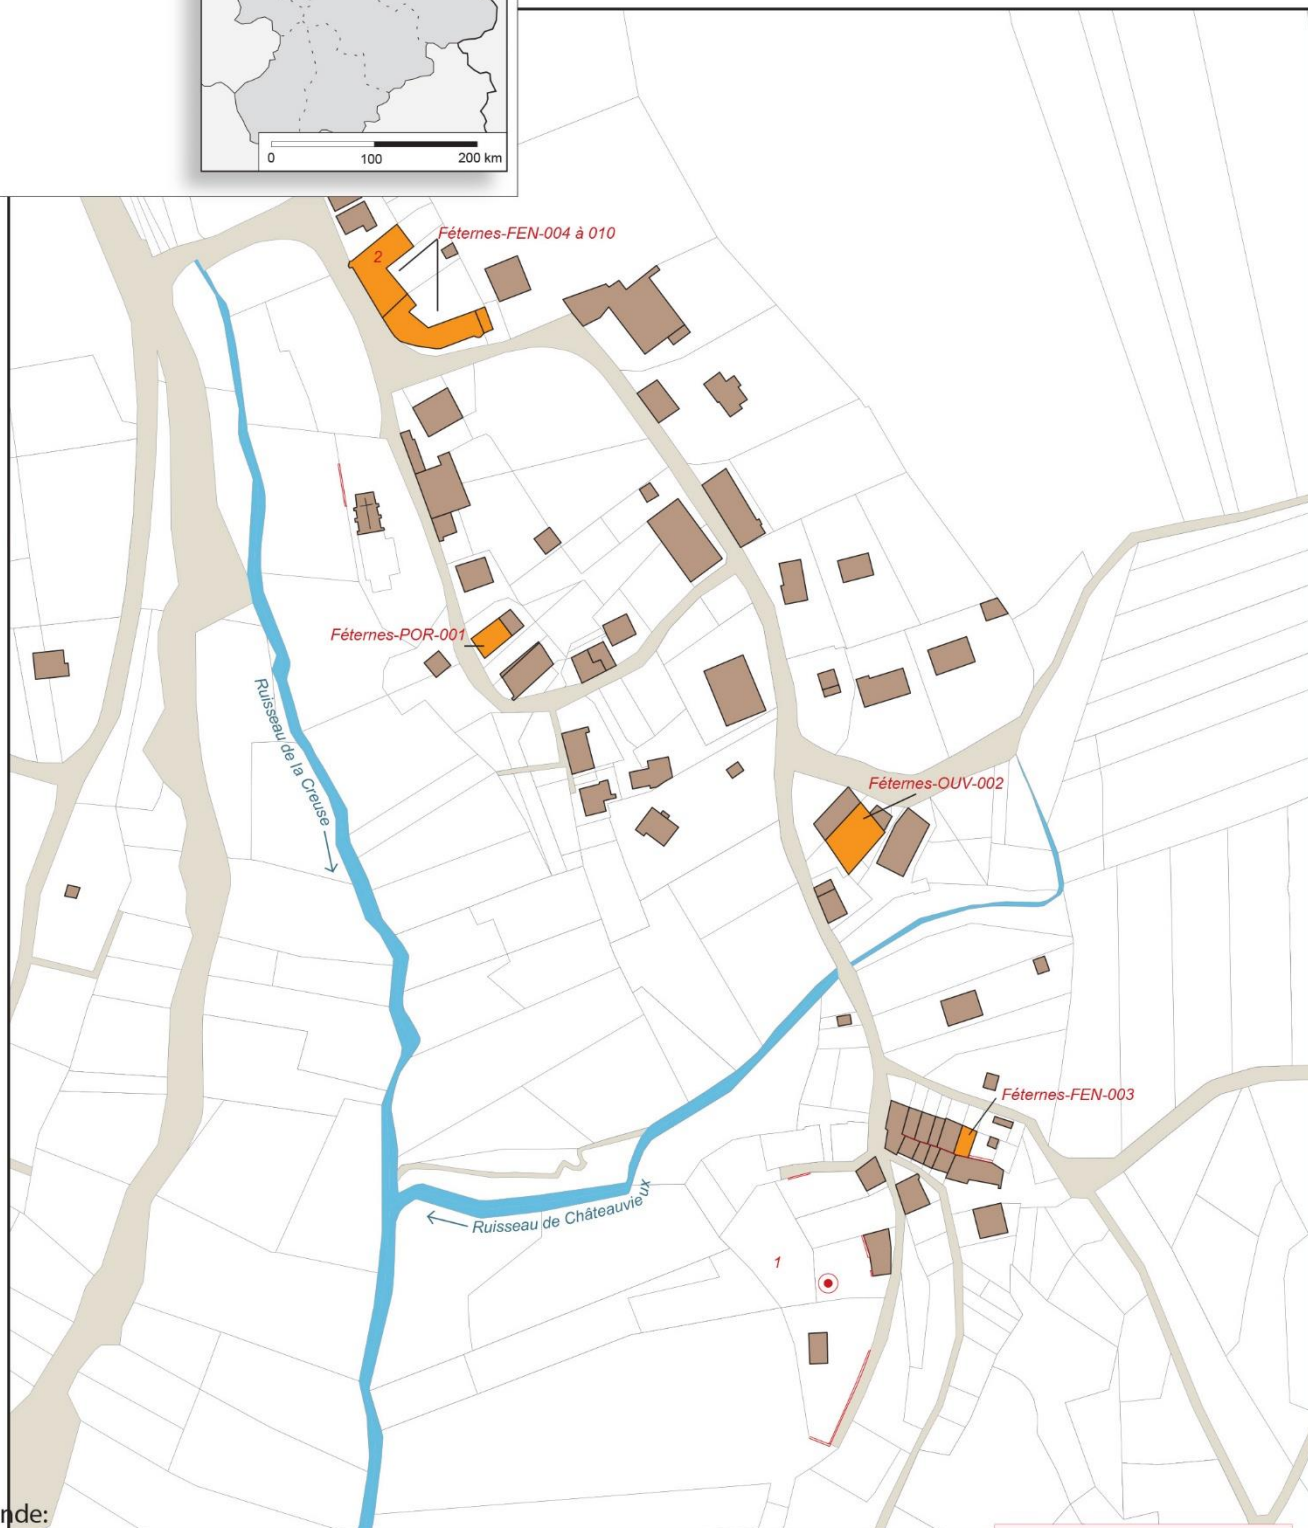 0 100 200 km
Féternes-FEN-004 à 010
2
Féternes-POR-001
Ruisseau de la Creuse
Féternes-OUV-002
Féternes-FEN-003
Ruisseau de Châteauvieux
1
nde: